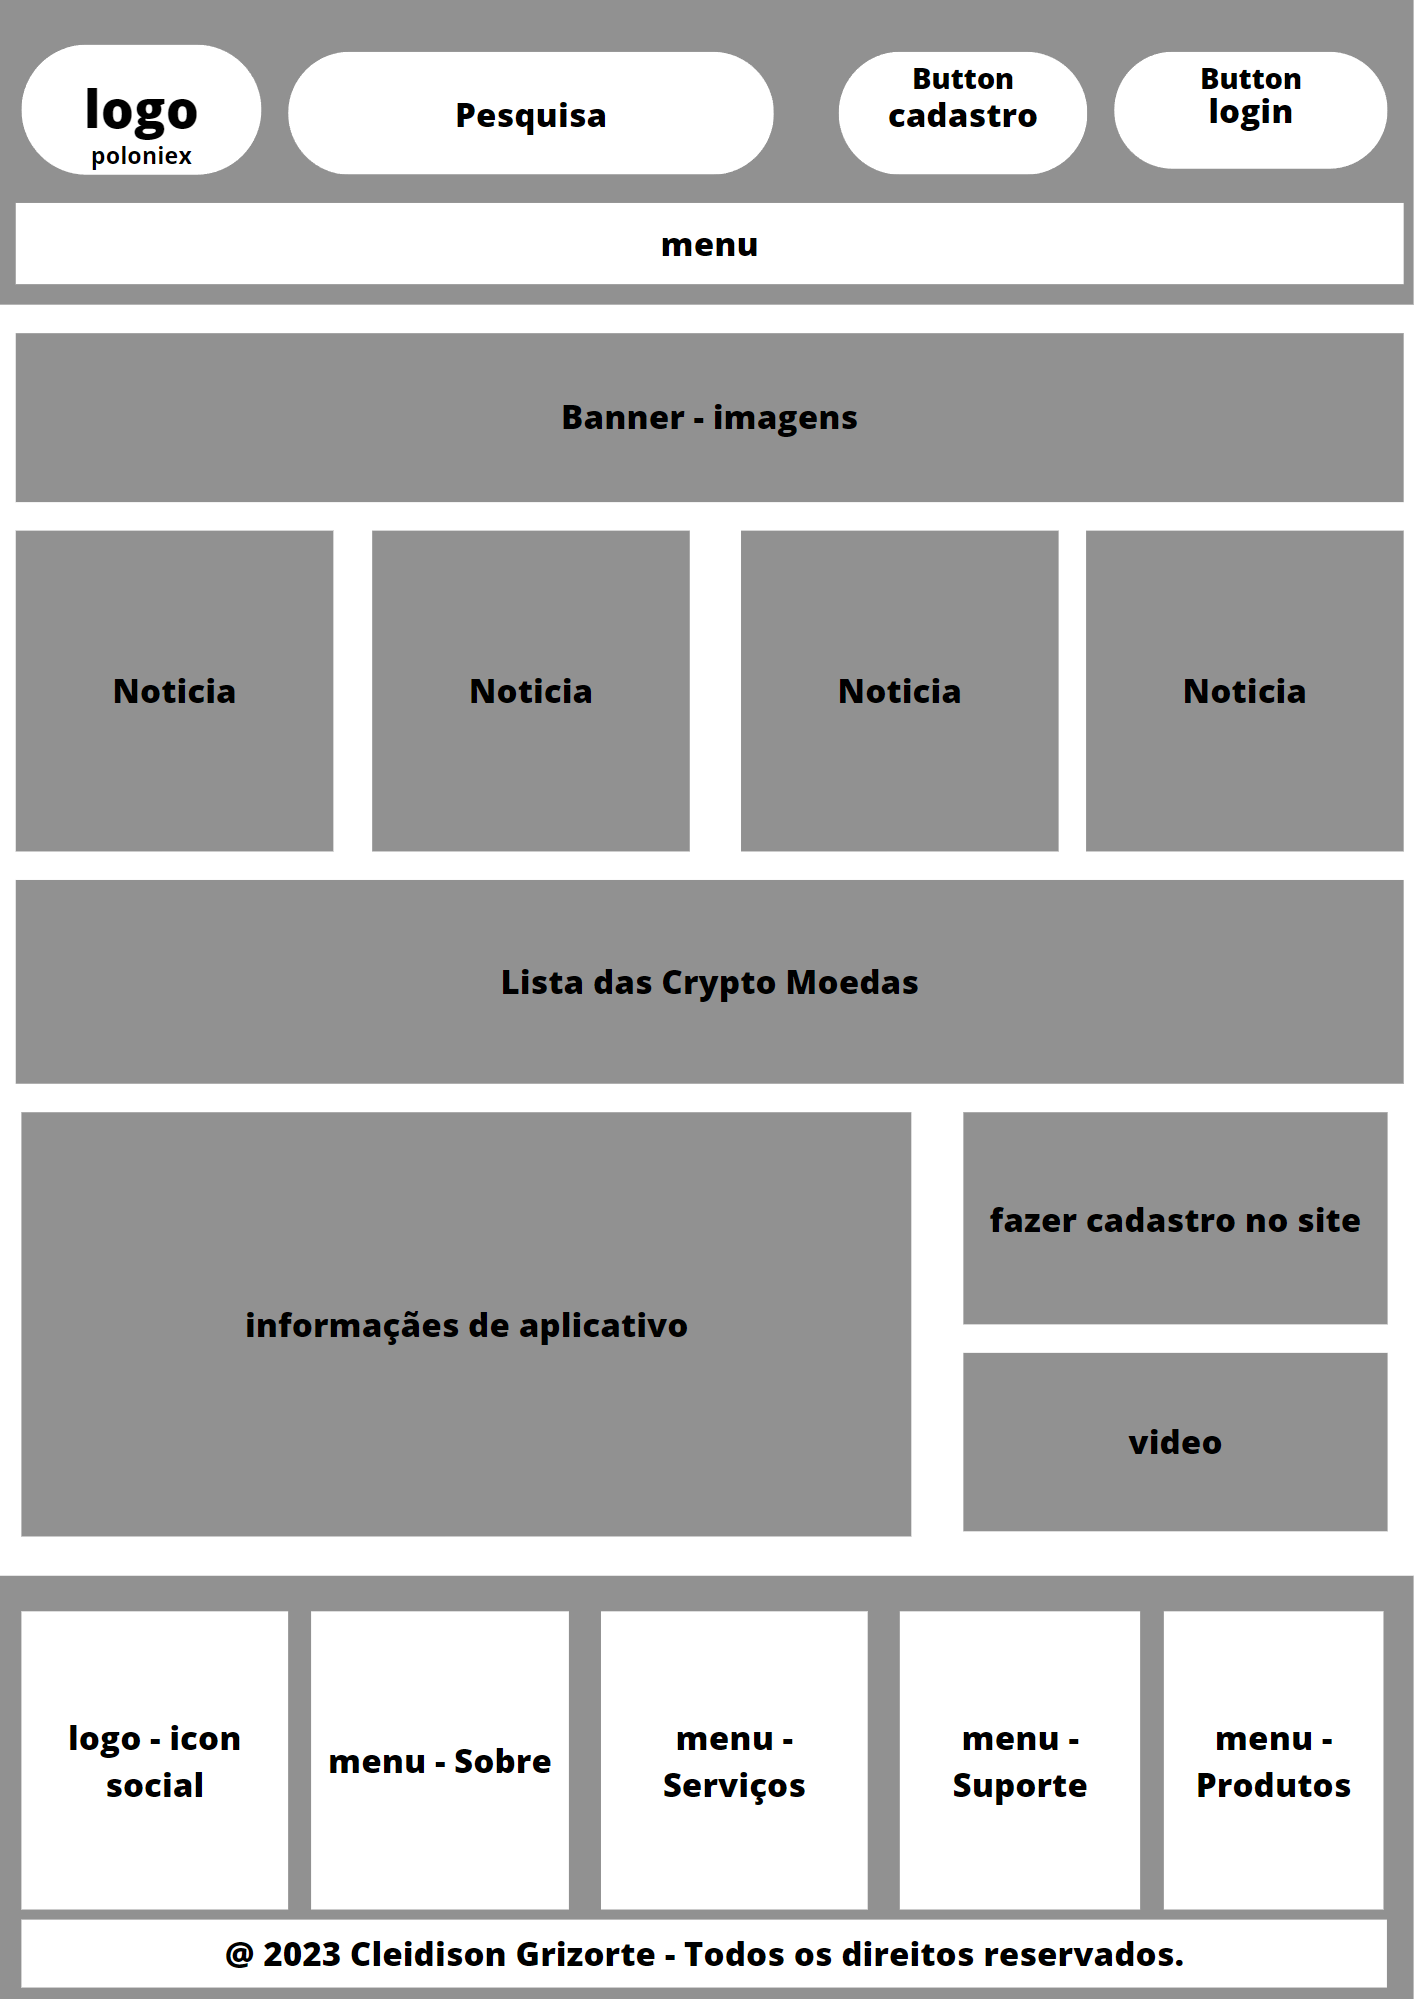 logo
poloniex
Pesquisa
Button
cadastro
Button
login
menu
Banner - imagens
Noticia
Noticia
Noticia
Noticia
Lista das Crypto Moedas
informaçães de aplicativo
fazer cadastro no site
video
logo - icon
social
menu - Sobre
menu -
Serviços
menu -
Suporte
menu -
Produtos
@ 2023 Cleidison Grizorte - Todos os direitos reservados.